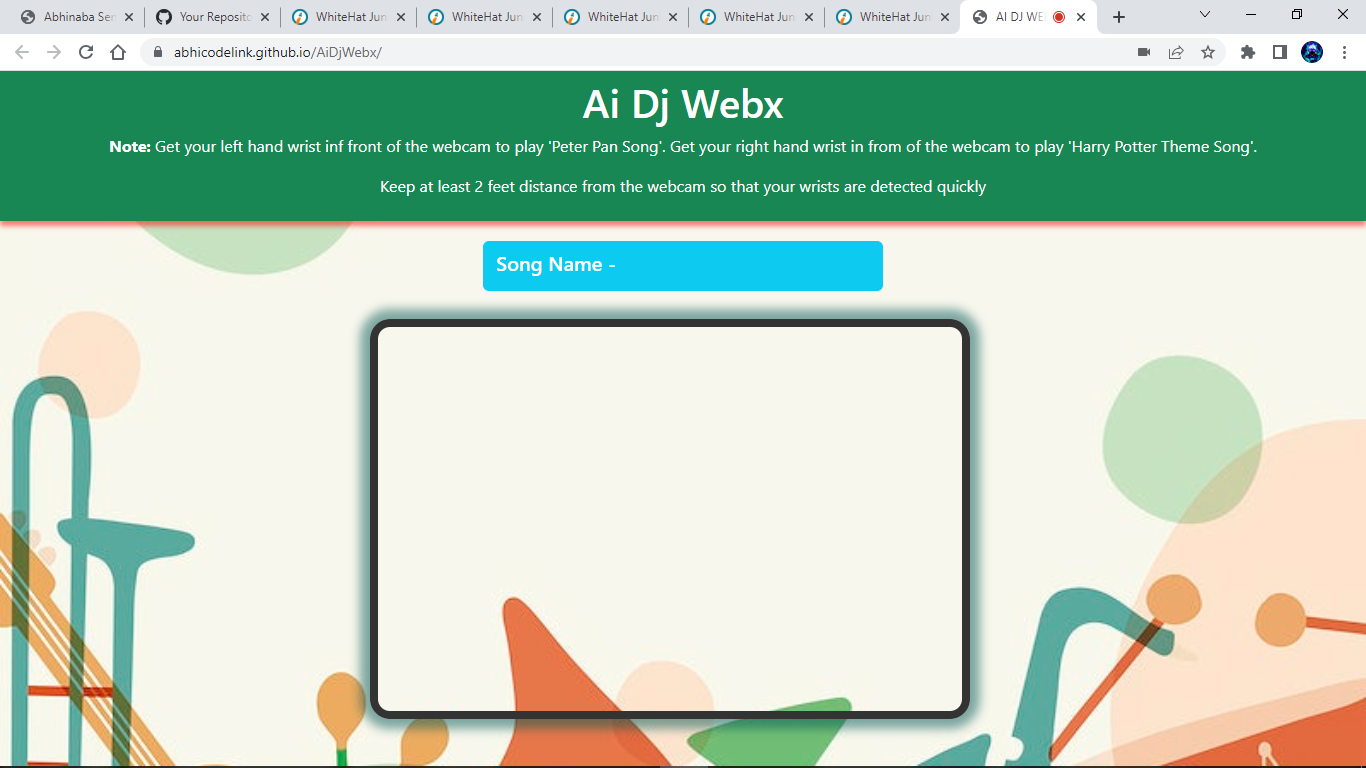 Abhinaba Sen
Your Reposito
WhiteHat Jun
WhiteHat Jun
WhiteHat Jun
WhiteHat Jun
WhiteHat Jun
AI DJ WE
abhicodelink.github.io/AiDjWebx/
Ai Dj Webx
Note: Get your left hand wrist inf front of the webcam to play 'Peter Pan Song'. Get your right hand wrist in from of the webcam to play 'Harry Potter Theme Song'.
Keep at least 2 feet distance from the webcam so that your wrists are detected quickly
Song Name -